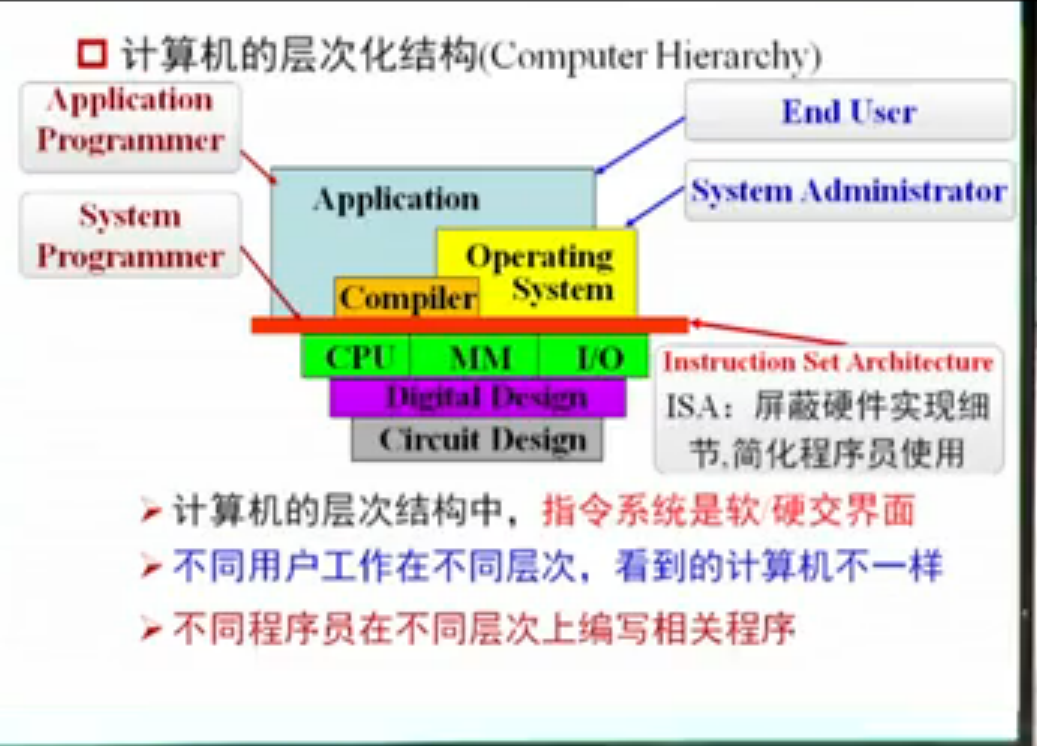 计算机的层次化结构(Computer Hierarchy)
Application
Programmer
End User
System Administrator
System
Programmer
Application
Operating
System
Compiler
CPU MM I/O
Digital Design
Circuit Design
Instruction Set Architecture
ISA：屏蔽硬件实现细
节,简化程序员使用
➢ 计算机的层次结构中，指令系统是软/硬交界面
➢ 不同用户工作在不同层次，看到的计算机不一样
➢ 不同程序员在不同层次上编写相关程序